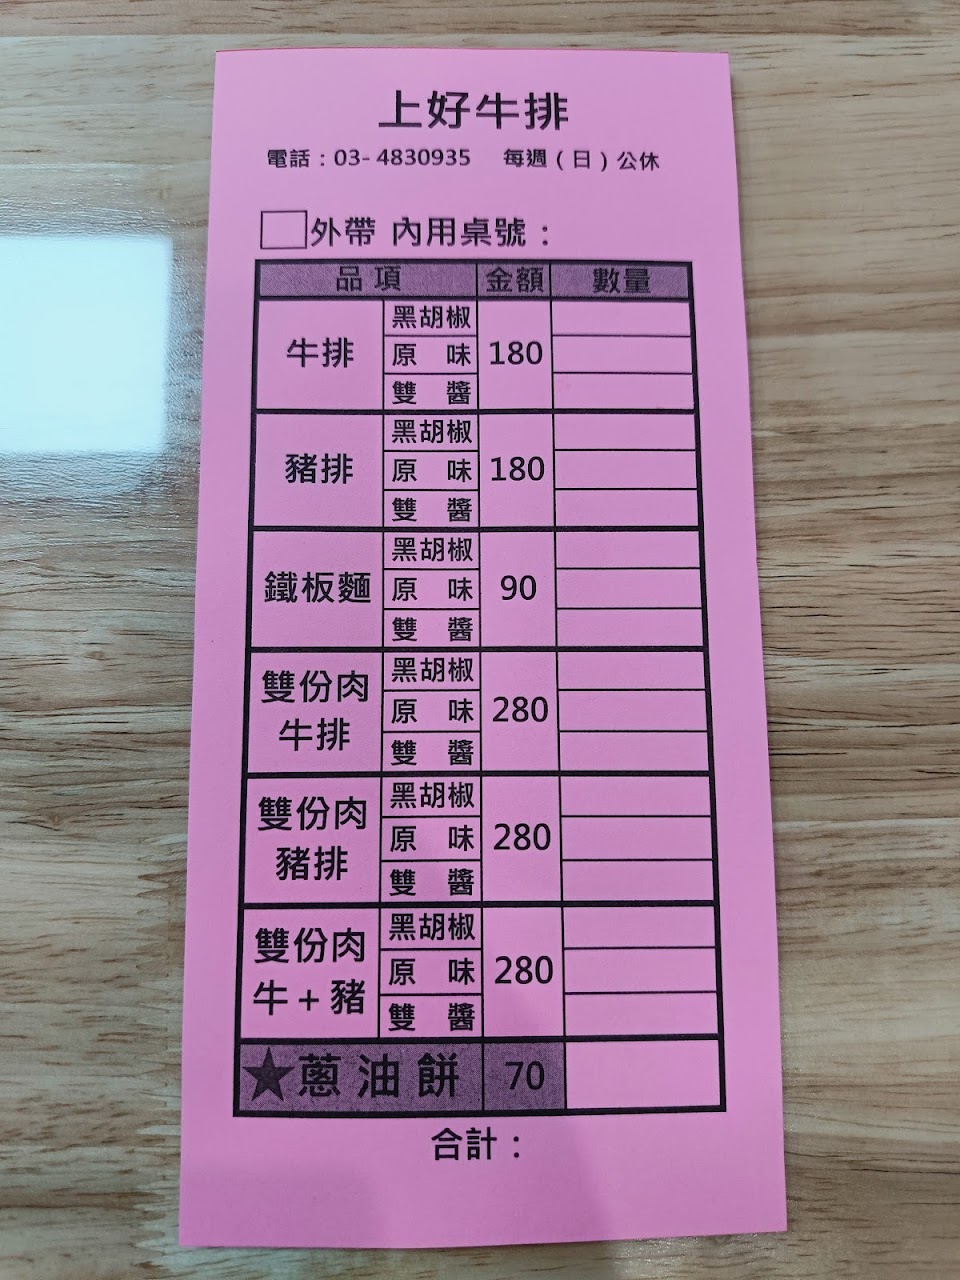 上好牛排
電話：03- 4830935 每週（日）公休
外帶 內用桌號：
品項 金額 數量
牛排 黑胡椒 180
原味
雙醬
豬排 黑胡椒 180
原味
雙醬
鐵板麵 黑胡椒 90
原味
雙醬
雙份肉 黑胡椒
牛排 原味 280
雙醬
雙份肉 黑胡椒
豬排 原味 280
雙醬
雙份肉 黑胡椒
牛＋豬 原味 280
雙醬
★蔥油餅 70
合計：